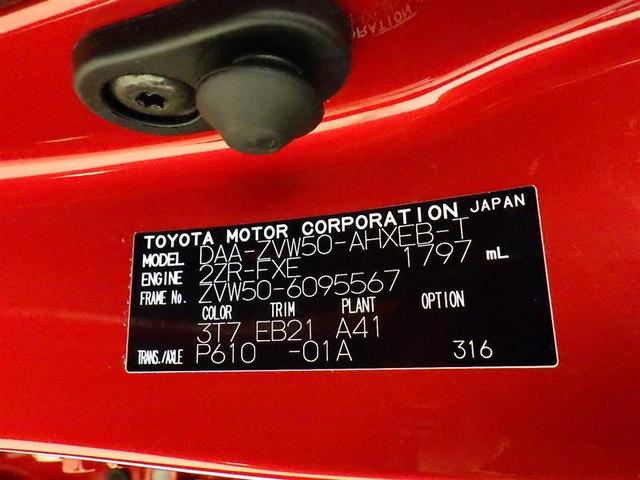 TOYOTA MOTOR CORPORATION JAPAN
MODEL DAA-ZVW50-AHXEB-T
ENGINE 2ZR-FXE 1797 mL
FRAME No. ZVW50-6095567
COLOR TRIM PLANT OPTION
3T7 EB21 A41
TRANS./AXLE P610 -01A 316